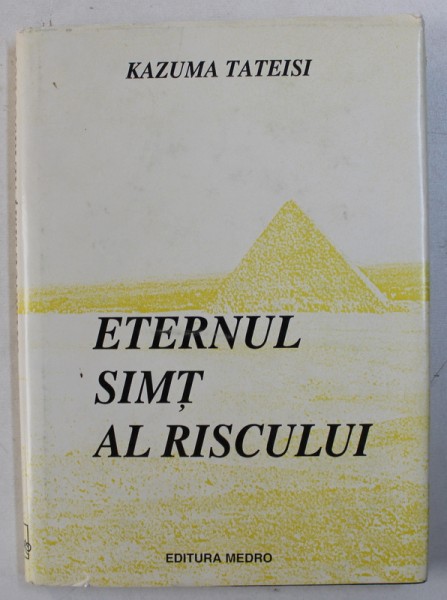 KAZUMA TATEISI
ETERNUL
SIMȚ
AL RISCULUI
EDITURA MEDRO